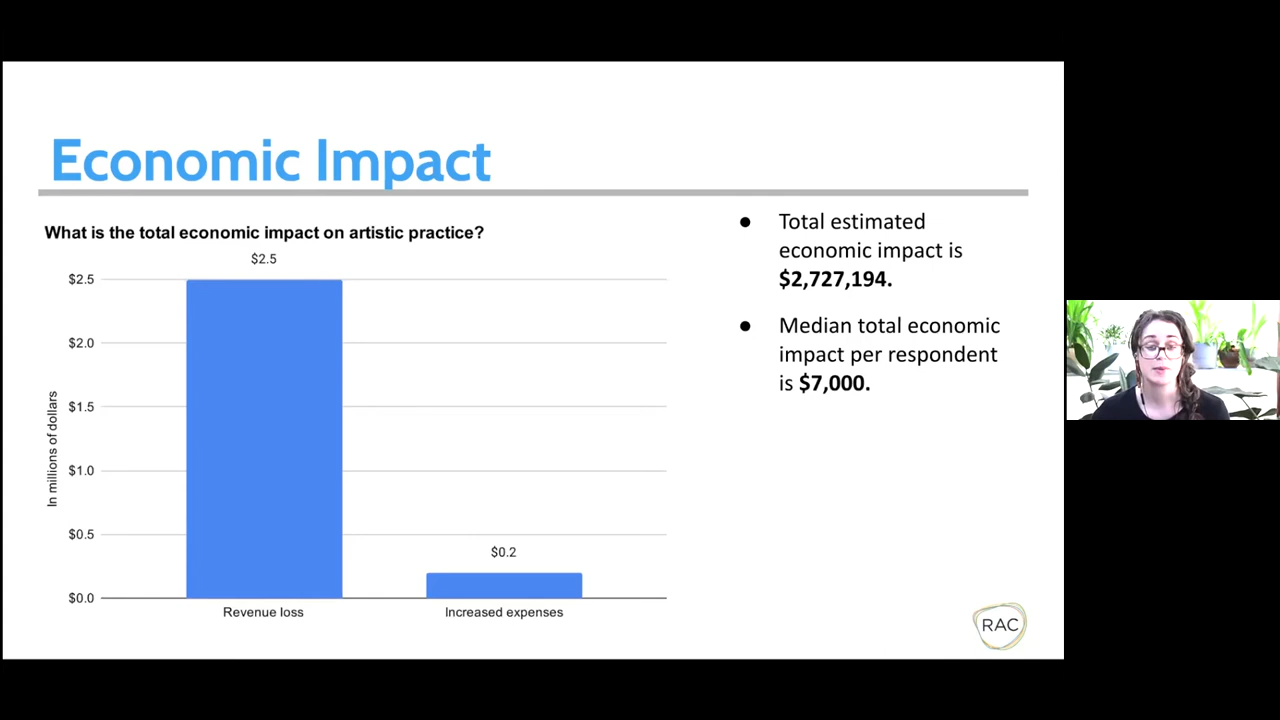 Economic Impact
What is the total economic impact on artistic practice?
$2.5
$2.5
$2.0
$1.5
$1.0
$0.5
$0.0
In millions of dollars
$0.2
Revenue loss
Increased expenses
● Total estimated
economic impact is
$2,727,194.
● Median total economic
impact per respondent
is $7,000.
RAC